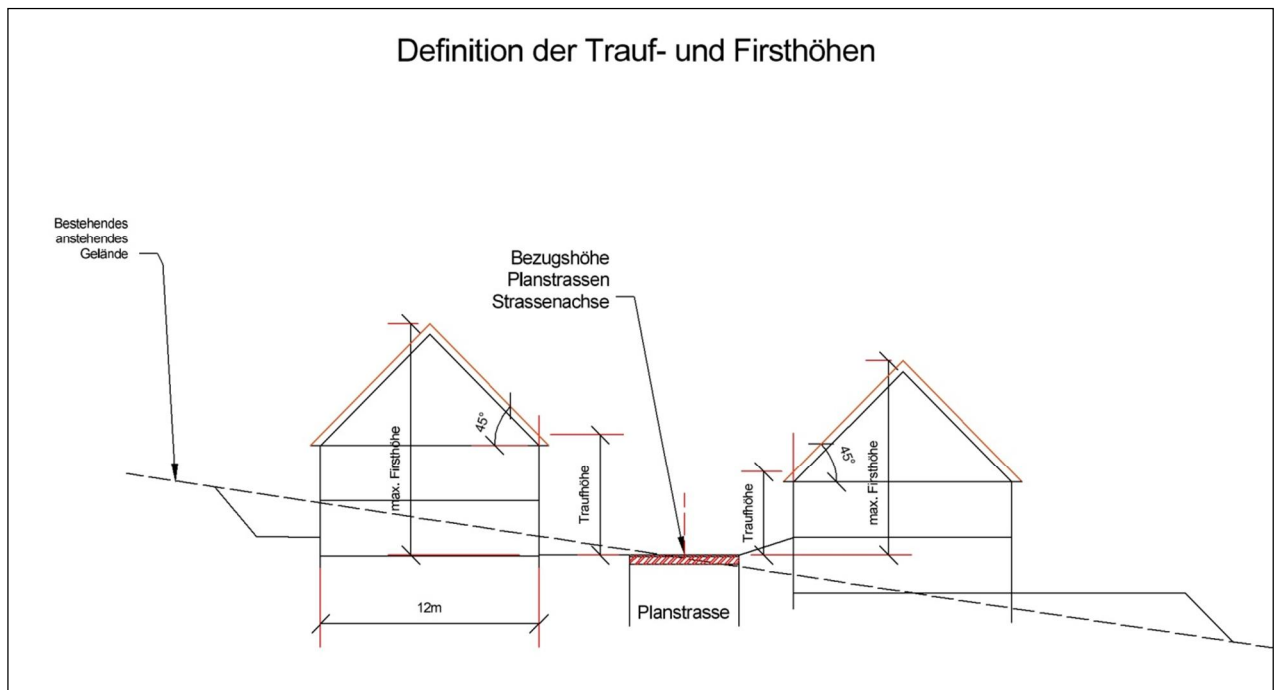 Definition der Trauf- und Firsthöhen
Bestehendes
anstehendes
Gelände
Bezugshöhe
Planstrassen
Strassenachse
45°
max. Firsthöhe
Traufhöhe
45°
Traufhöhe
max. Firsthöhe
12m
Planstrasse